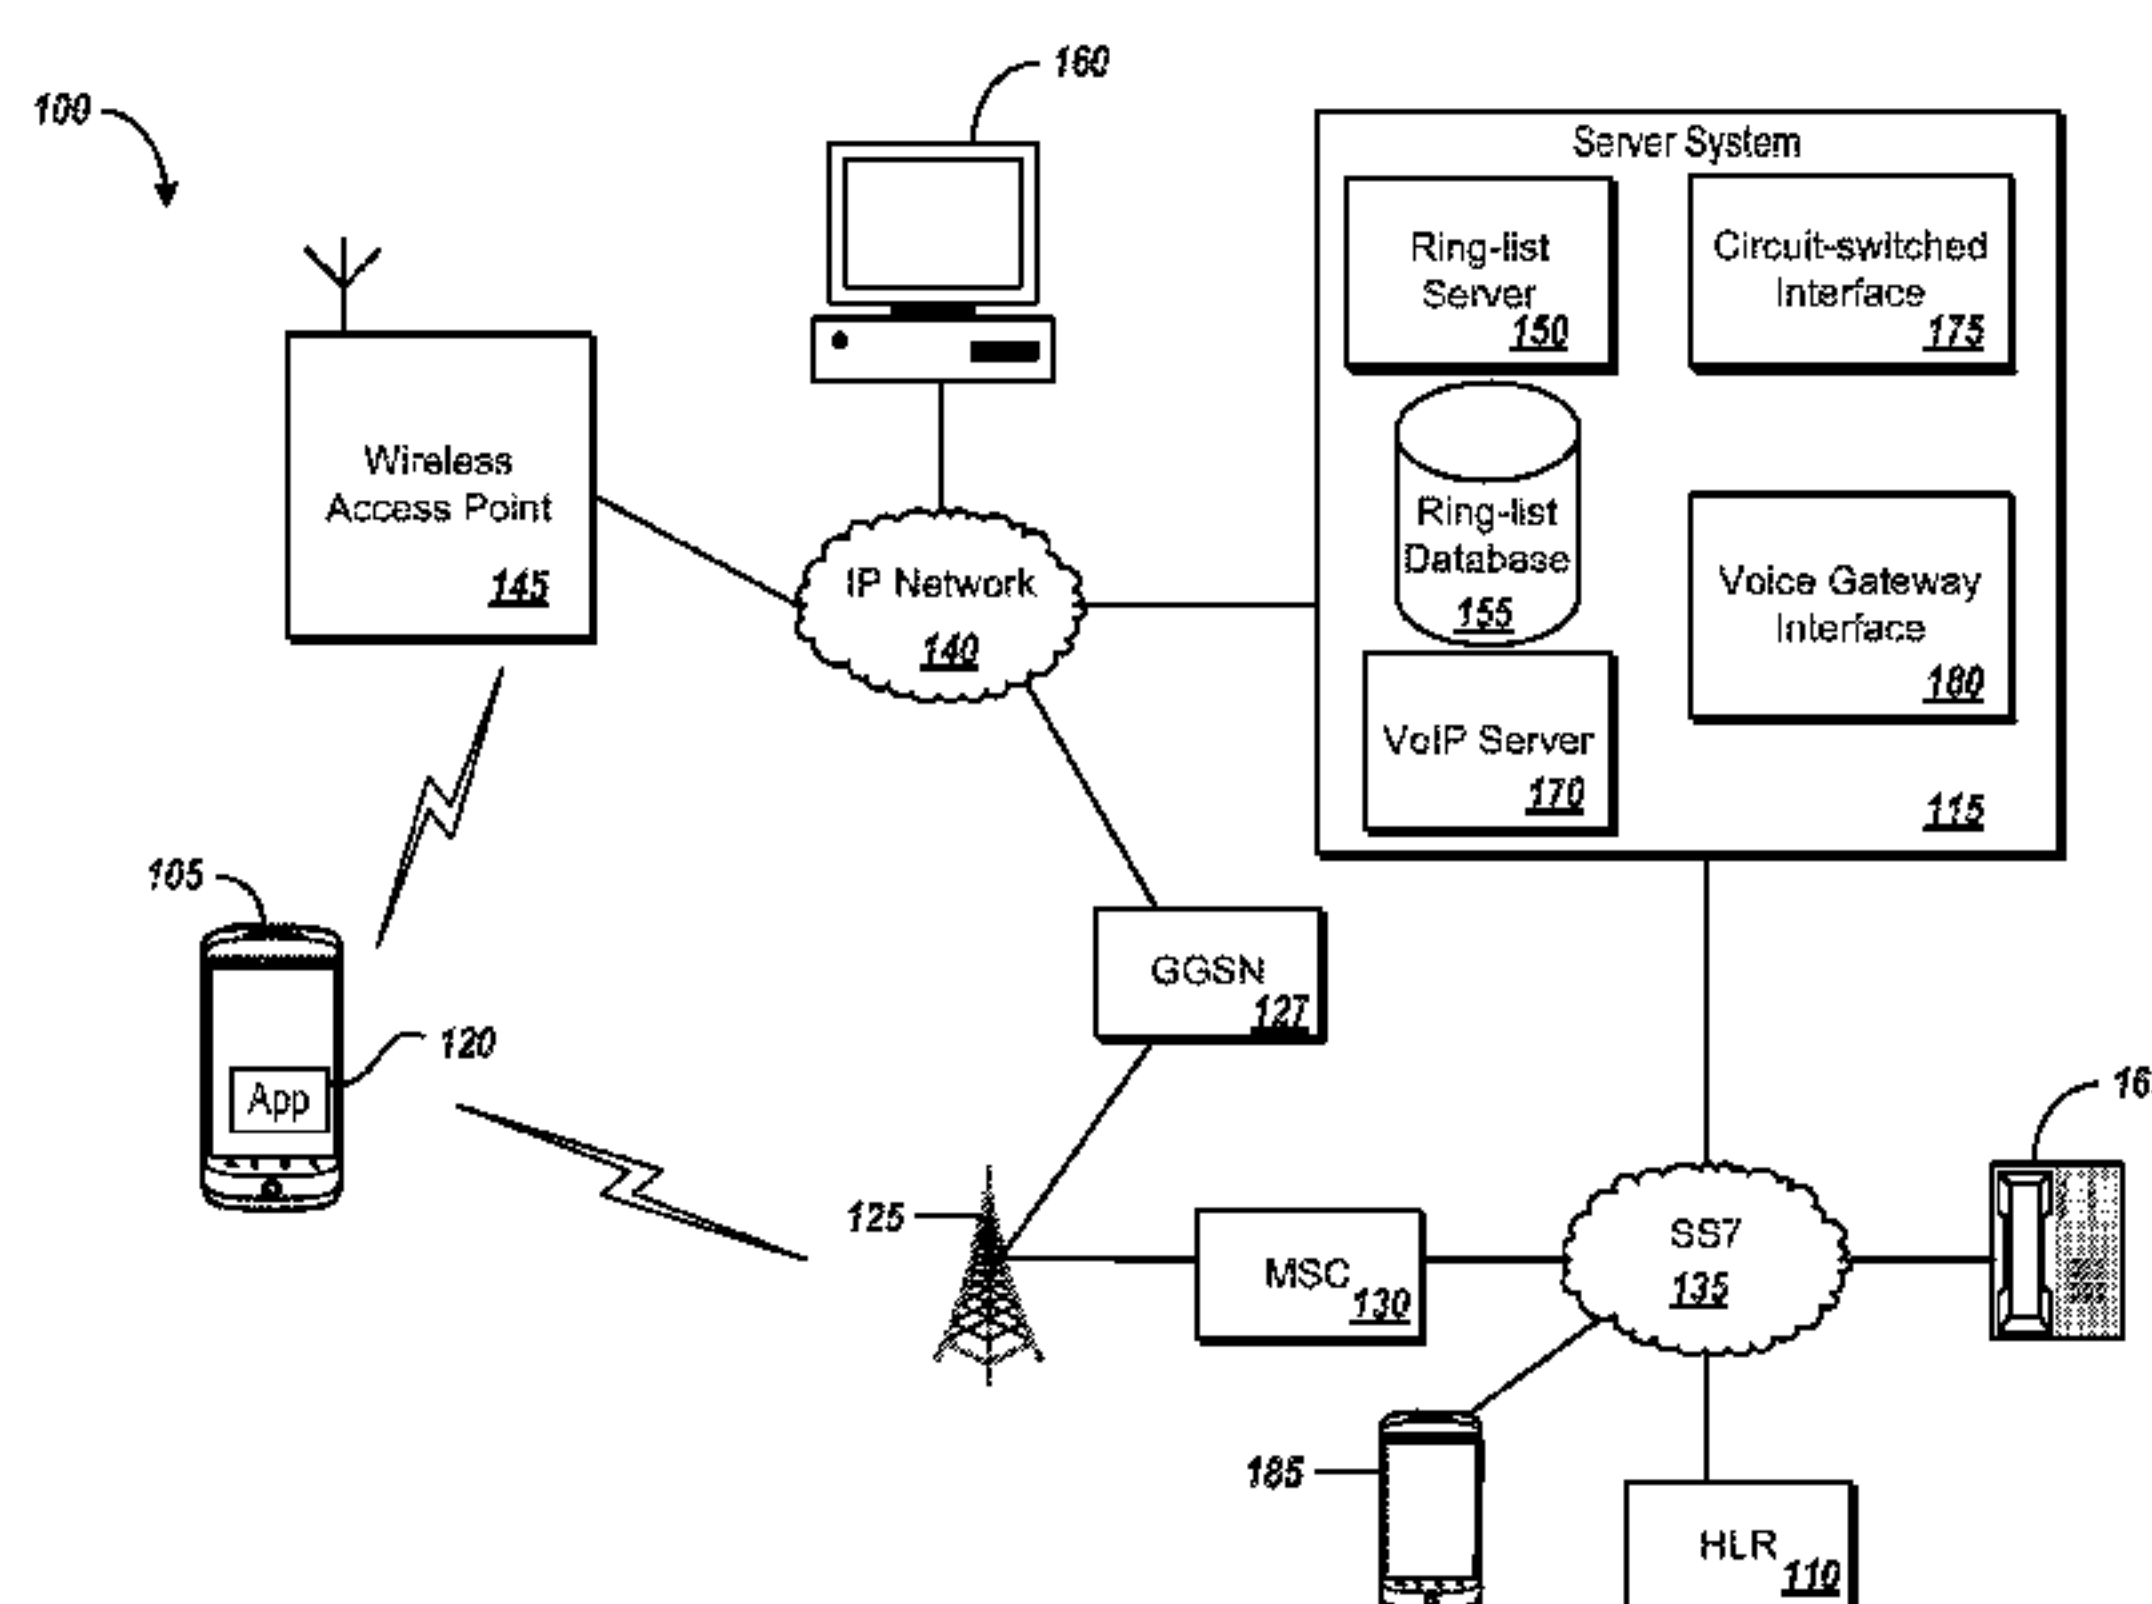 160
100
Server System
Ring-list
Server
150
Circuit-switched
Interface
175
Wireless
Access Point
145
IP Network
140
Ring-list
Database
155
Voice Gateway
Interface
180
VoIP Server
170
115
105
GGSN
127
120
App
16
125
MSC
130
SS7
135
185
HLR
110